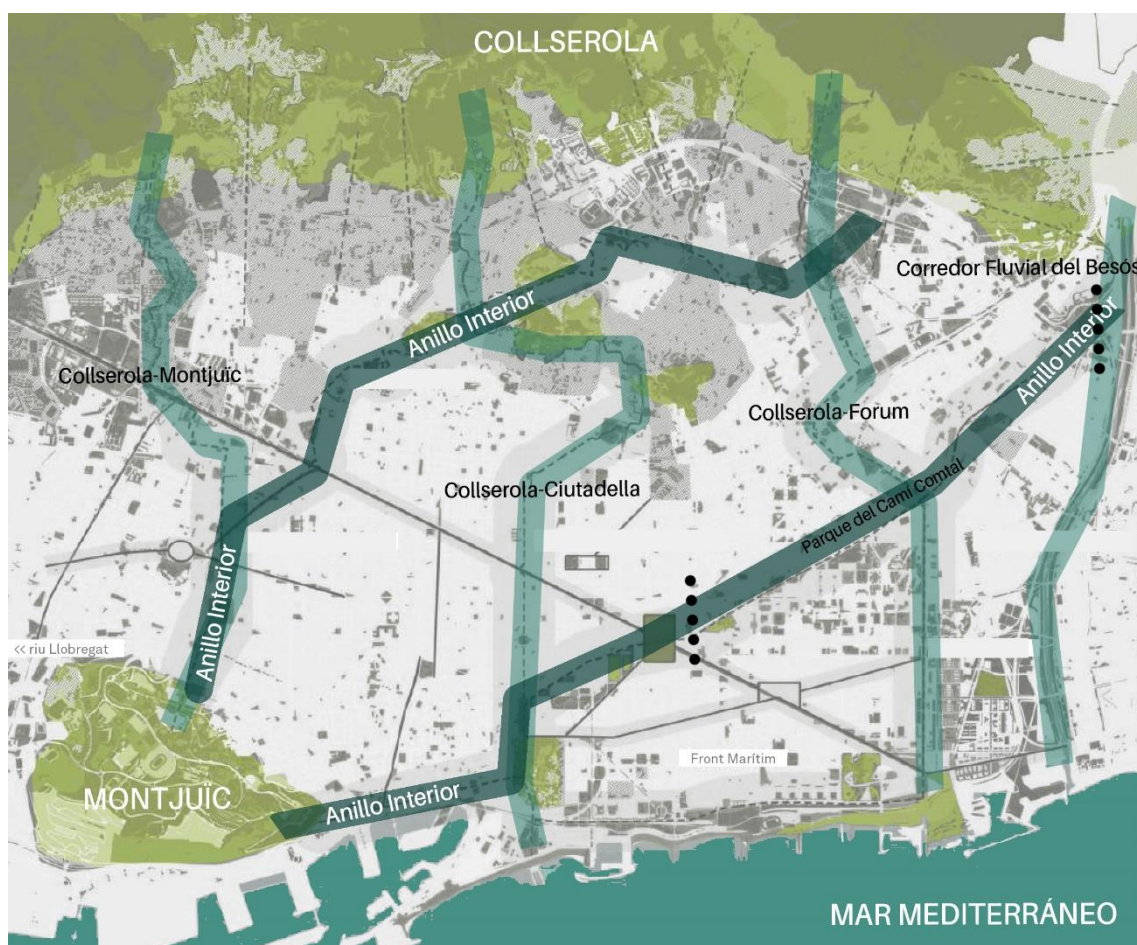 COLLSEROLA
Corredor Fluvial del Besós
Anillo Interior
Anillo Interior
Collserola-Montjuïc
Collserola-Forum
Collserola-Ciutadella
Parque del Camí Comtal
Anillo Interior
<< riu Llobregat
Front Marítim
MONTJUÏC
Anillo Interior
MAR MEDITERRÁNEO